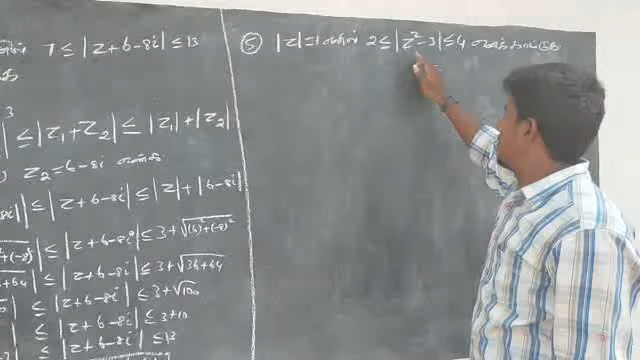 7 ≤ |z+6-8i| ≤ 13
3
≤ |z₁+z₂| ≤ |z₁|+|z₂|
z₂=6-8i என்க
| ≤ |z+6-8i| ≤ |z|+|6-8i|
≤ |z+6-8i| ≤ 3+√(6)²+(-8)²
≤ |z+6-8i| ≤ 3+√36+64
≤ |z+6-8i| ≤ 3+√100
≤ |z+6-8i| ≤ 3+10
≤ |z+6-8i| ≤ 13
⑤ |z|=1 எனில் 2 ≤ |z²-3| ≤ 4 எனக் காட்டுக